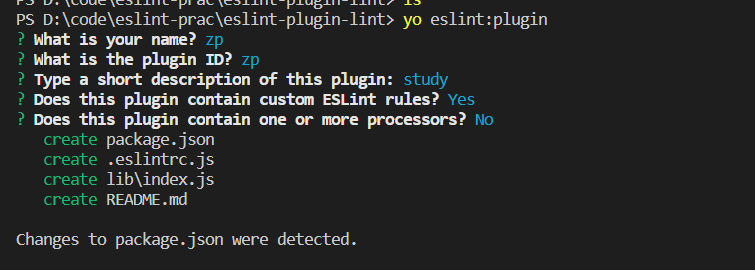 PS D:\code\eslint-prac\eslint-plugin-lint> ls
PS D:\code\eslint-prac\eslint-plugin-lint> yo eslint:plugin
? What is your name? zp
? What is the plugin ID? zp
? Type a short description of this plugin: study
? Does this plugin contain custom ESLint rules? Yes
? Does this plugin contain one or more processors? No
create package.json
create .eslintrc.js
create lib\index.js
create README.md
Changes to package.json were detected.